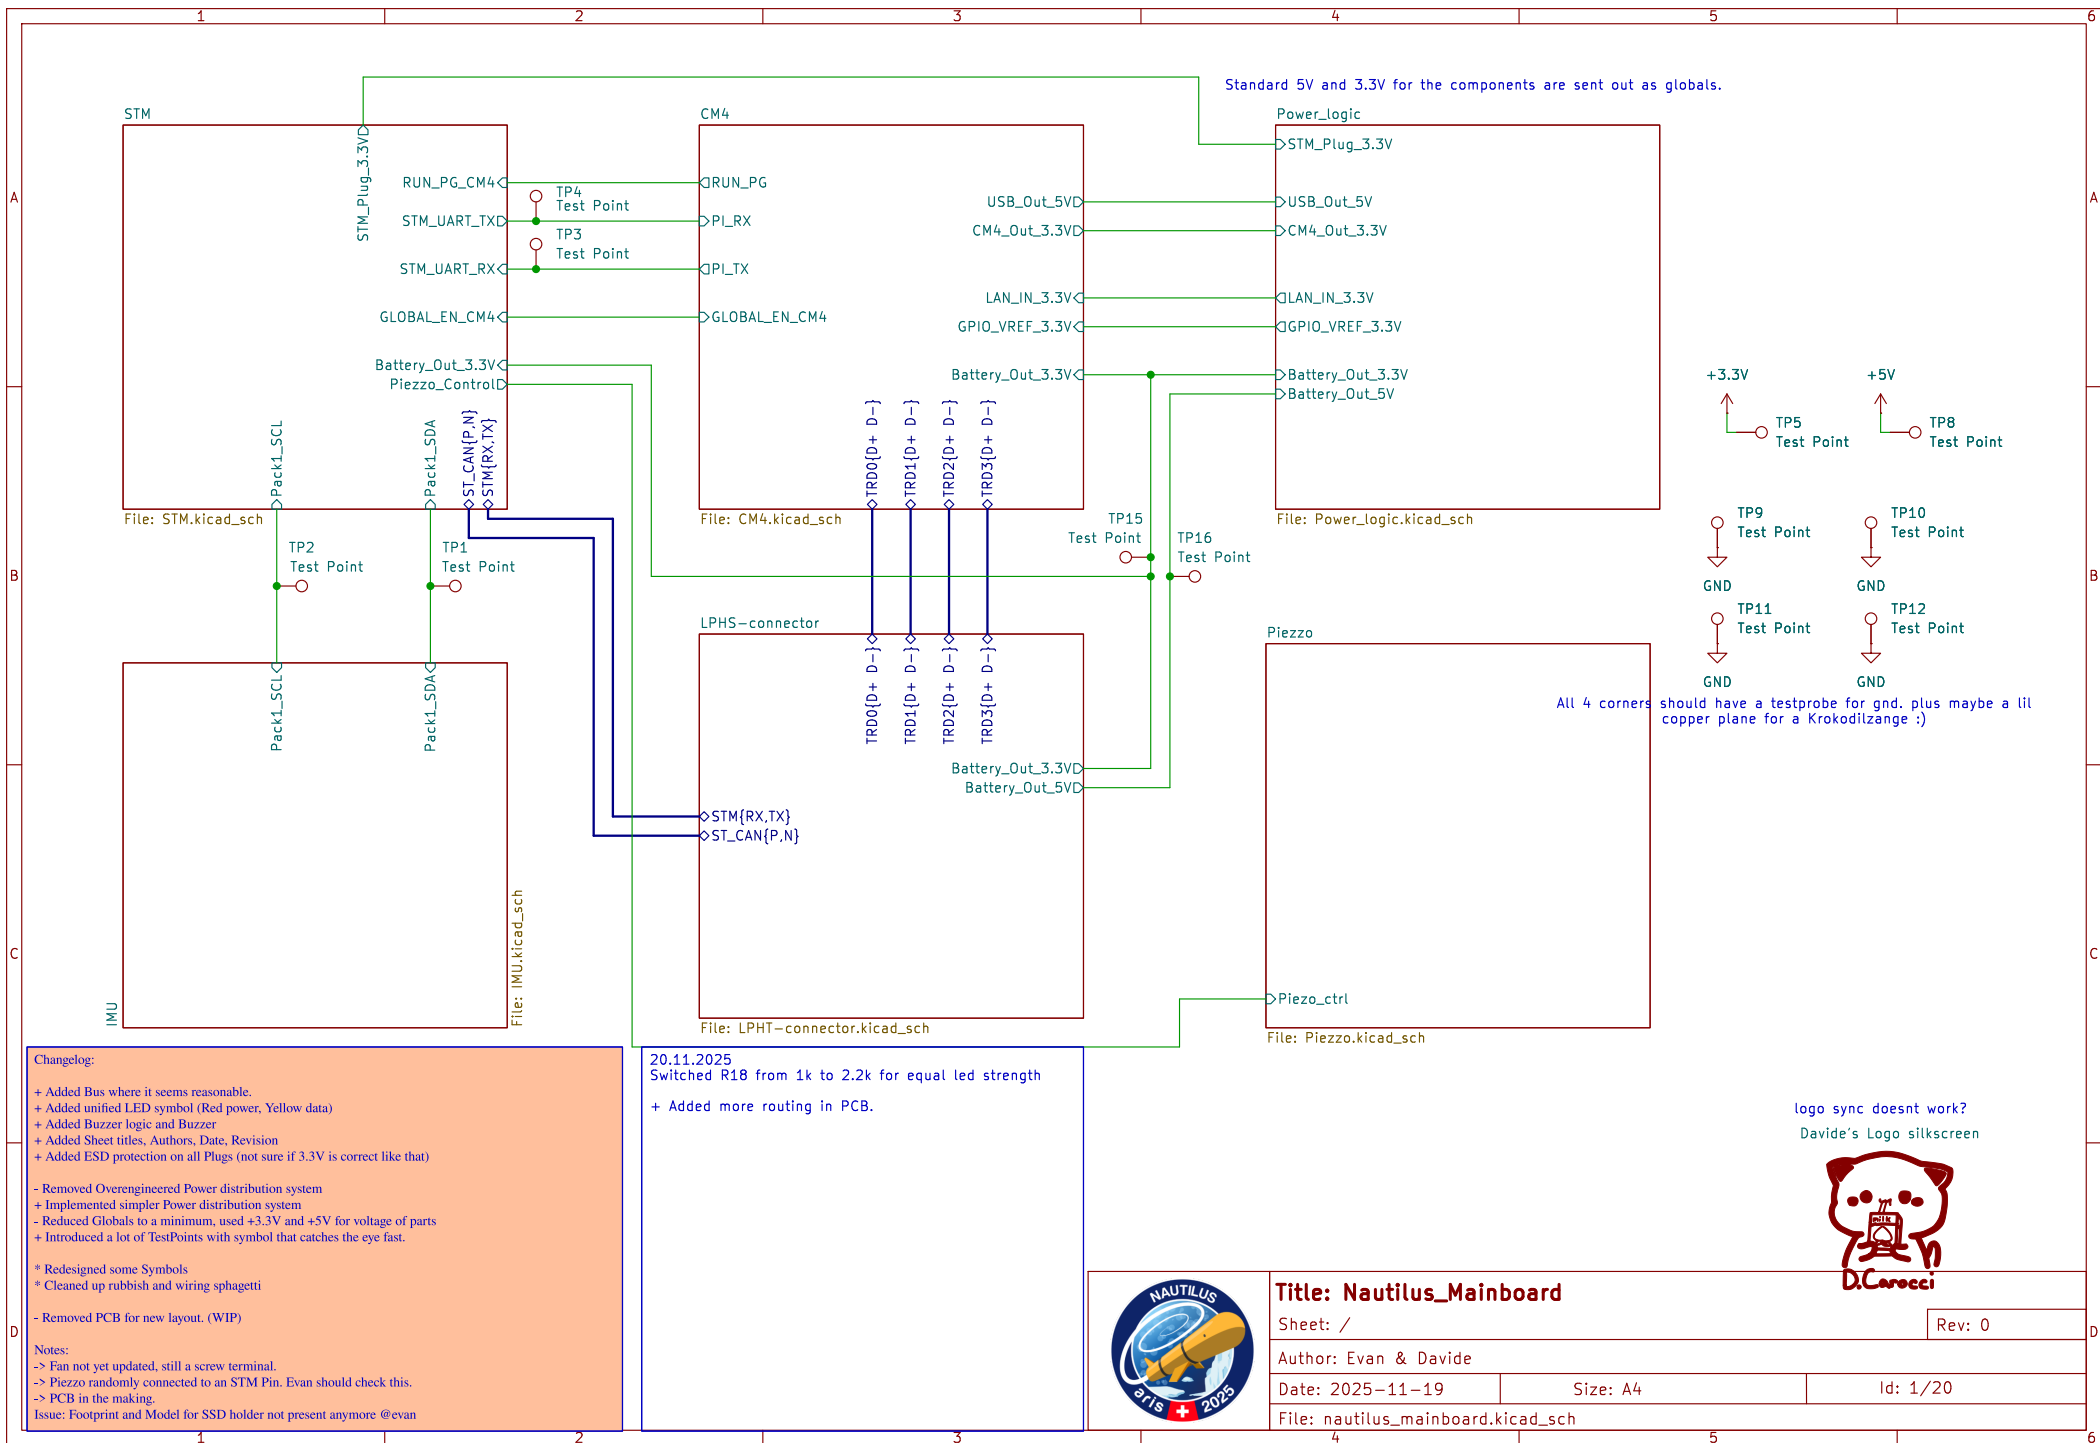 1 2 3 4 5 6
A
B
C
D
Standard 5V and 3.3V for the components are sent out as globals.
STM
STM_Plug_3.3V
RUN_PG_CM4
STM_UART_TX
STM_UART_RX
GLOBAL_EN_CM4
Battery_Out_3.3V
Piezzo_Control
Pack1_SCL
Pack1_SDA
ST_CAN{P,N}
STM{RX,TX}
File: STM.kicad_sch
TP4
Test Point
TP3
Test Point
CM4
RUN_PG
PI_RX
PI_TX
GLOBAL_EN_CM4
USB_Out_5V
CM4_Out_3.3V
LAN_IN_3.3V
GPIO_VREF_3.3V
Battery_Out_3.3V
TRD0{D+ D-}
TRD1{D+ D-}
TRD2{D+ D-}
TRD3{D+ D-}
File: CM4.kicad_sch
Power_logic
STM_Plug_3.3V
USB_Out_5V
CM4_Out_3.3V
LAN_IN_3.3V
GPIO_VREF_3.3V
Battery_Out_3.3V
Battery_Out_5V
File: Power_logic.kicad_sch
+3.3V
TP5
Test Point
+5V
TP8
Test Point
TP9
Test Point
GND
TP10
Test Point
GND
TP11
Test Point
GND
TP12
Test Point
GND
All 4 corners should have a testprobe for gnd. plus maybe a lil
copper plane for a Krokodilzange :)
TP2
Test Point
TP1
Test Point
TP15
Test Point
TP16
Test Point
Pack1_SCL
Pack1_SDA
IMU
File: IMU.kicad_sch
LPHS-connector
TRD0{D+ D-}
TRD1{D+ D-}
TRD2{D+ D-}
TRD3{D+ D-}
Battery_Out_3.3V
Battery_Out_5V
STM{RX,TX}
ST_CAN{P,N}
File: LPHT-connector.kicad_sch
Piezzo
Piezo_ctrl
File: Piezzo.kicad_sch
Changelog:
+ Added Bus where it seems reasonable.
+ Added unified LED symbol (Red power, Yellow data)
+ Added Buzzer logic and Buzzer
+ Added Sheet titles, Authors, Date, Revision
+ Added ESD protection on all Plugs (not sure if 3.3V is correct like that)
- Removed Overengineered Power distribution system
+ Implemented simpler Power distribution system
- Reduced Globals to a minimum, used +3.3V and +5V for voltage of parts
+ Introduced a lot of TestPoints with symbol that catches the eye fast.
* Redesigned some Symbols
* Cleaned up rubbish and wiring sphagetti
- Removed PCB for new layout. (WIP)
Notes:
-> Fan not yet updated, still a screw terminal.
-> Piezzo randomly connected to an STM Pin. Evan should check this.
-> PCB in the making.
Issue: Footprint and Model for SSD holder not present anymore @evan
20.11.2025
Switched R18 from 1k to 2.2k for equal led strength
+ Added more routing in PCB.
logo sync doesnt work?
Davide's Logo silkscreen
milk
D.Carocci
NAUTILUS
aris 2025
Title: Nautilus_Mainboard
Sheet: /
Rev: 0
Author: Evan & Davide
Date: 2025-11-19
Size: A4
Id: 1/20
File: nautilus_mainboard.kicad_sch
A
B
C
D
1 2 3 4 5 6